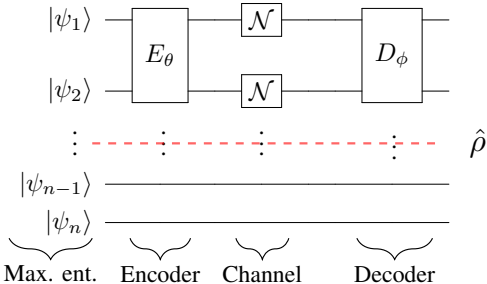 |ψ₁⟩ 𝒩
E_θ D_ϕ
|ψ₂⟩ 𝒩
⋮ ⋮ ⋮ ⋮ ρ̂
|ψₙ₋₁⟩
|ψₙ⟩
Max. ent. Encoder Channel Decoder